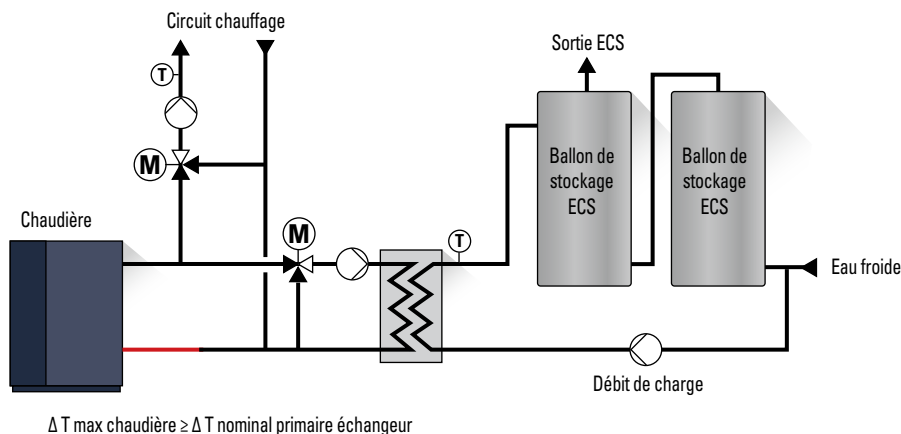 Circuit chauffage
T
M
Chaudière
M
T
Sortie ECS
Ballon de
stockage
ECS
Ballon de
stockage
ECS
Eau froide
Débit de charge
Δ T max chaudière ≥ Δ T nominal primaire échangeur